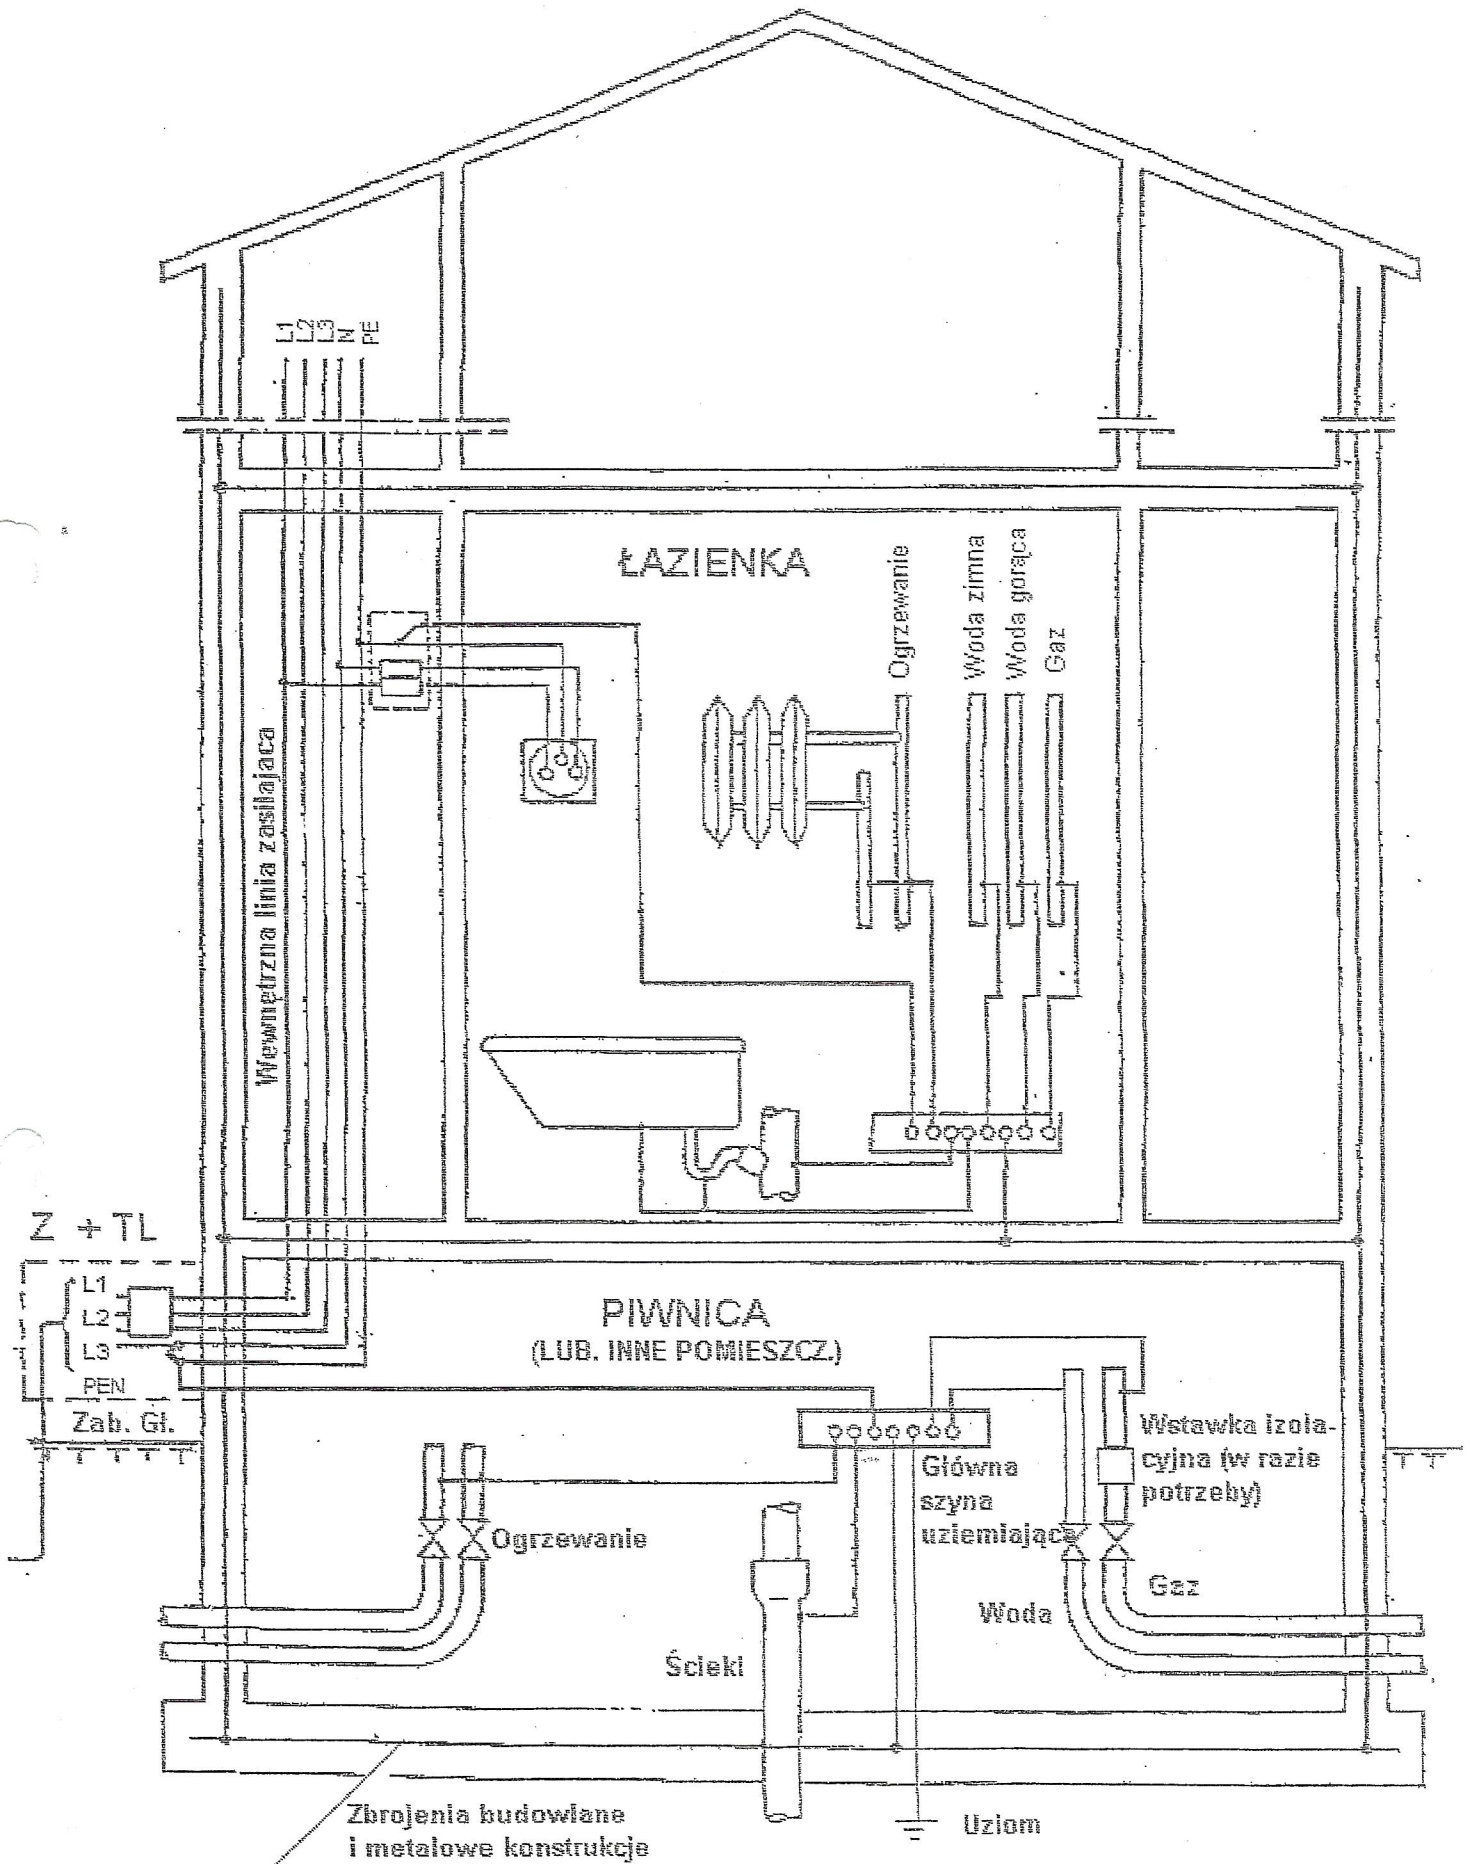 L1
L2
L3
N
PE
ŁAZIENKA
Ogrzewanie
Woda zimna
Woda gorąca
Gaz
Wewnętrzna linia zasilajaca
Z + TL
L1
L2
L3
PEN
Zab. Gł.
PIWNICA
(LUB. INNE POMIESZCZ.)
Główna
szyna
uziemiająca
Wstawka izola-
cyjna (w razie
potrzeby)
Ogrzewanie
Gaz
Woda
Ścieki
Zbrojenia budowlane
i metalowe konstrukcje
Uziom